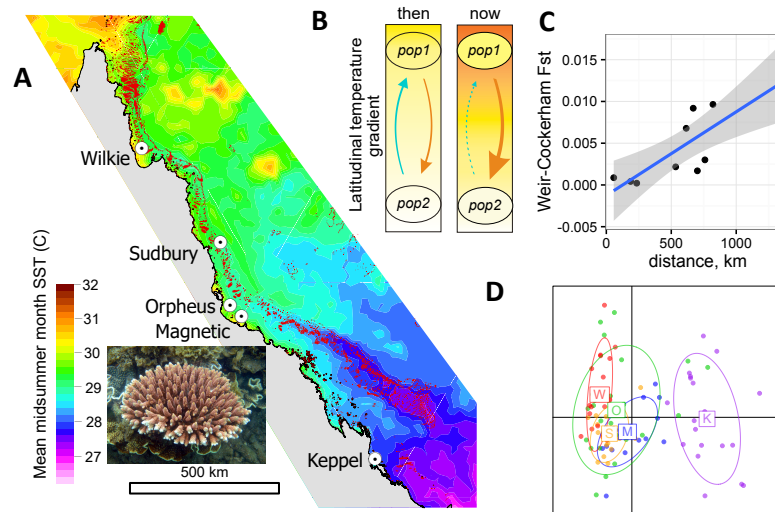 A
Wilkie
Sudbury
Orpheus
Magnetic
Keppel
Mean midsummer month SST (C)
32
31
30
29
28
27
500 km
B
then
now
Latitudinal temperature
gradient
pop1
pop1
pop2
pop2
C
Weir-Cockerham Fst
0.015
0.010
0.005
0.000
-0.005
0
500
1000
distance, km
D
W
O
S
M
K